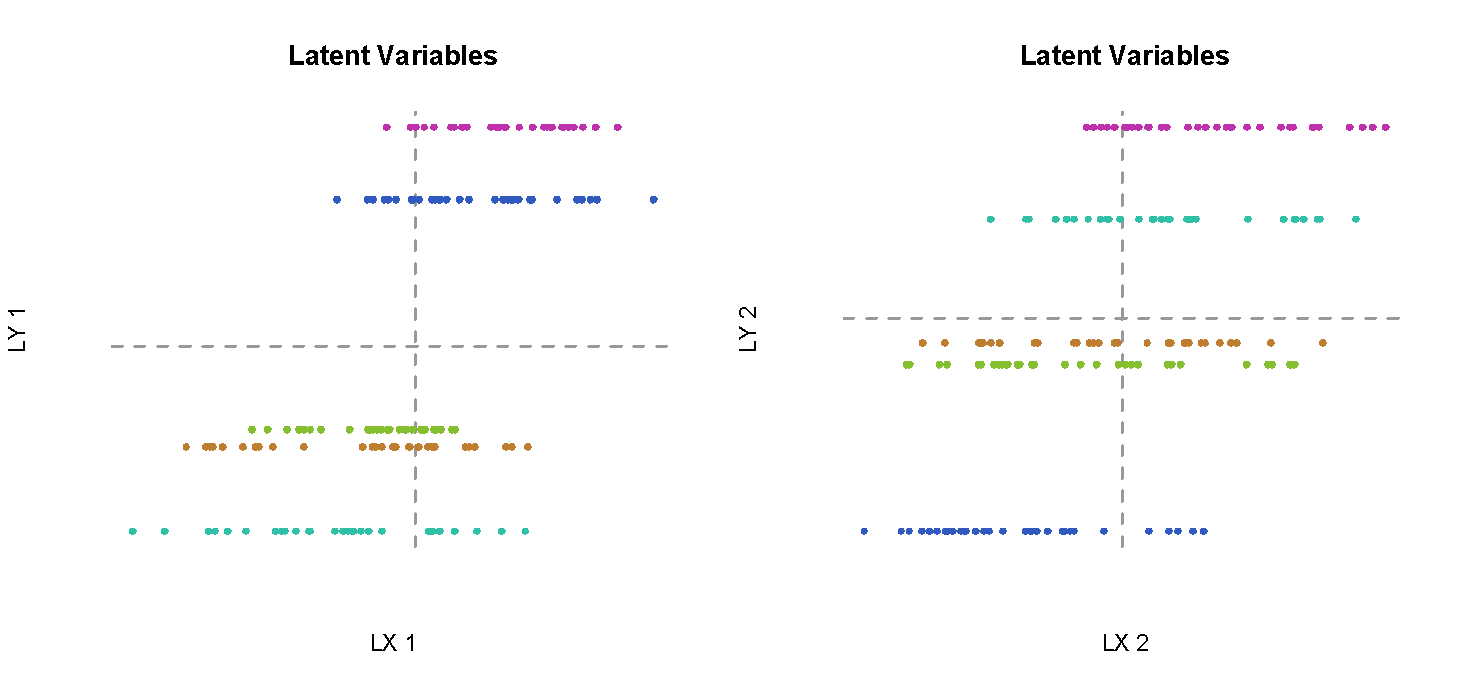 Latent Variables
LY 1
LX 1
Latent Variables
LY 2
LX 2